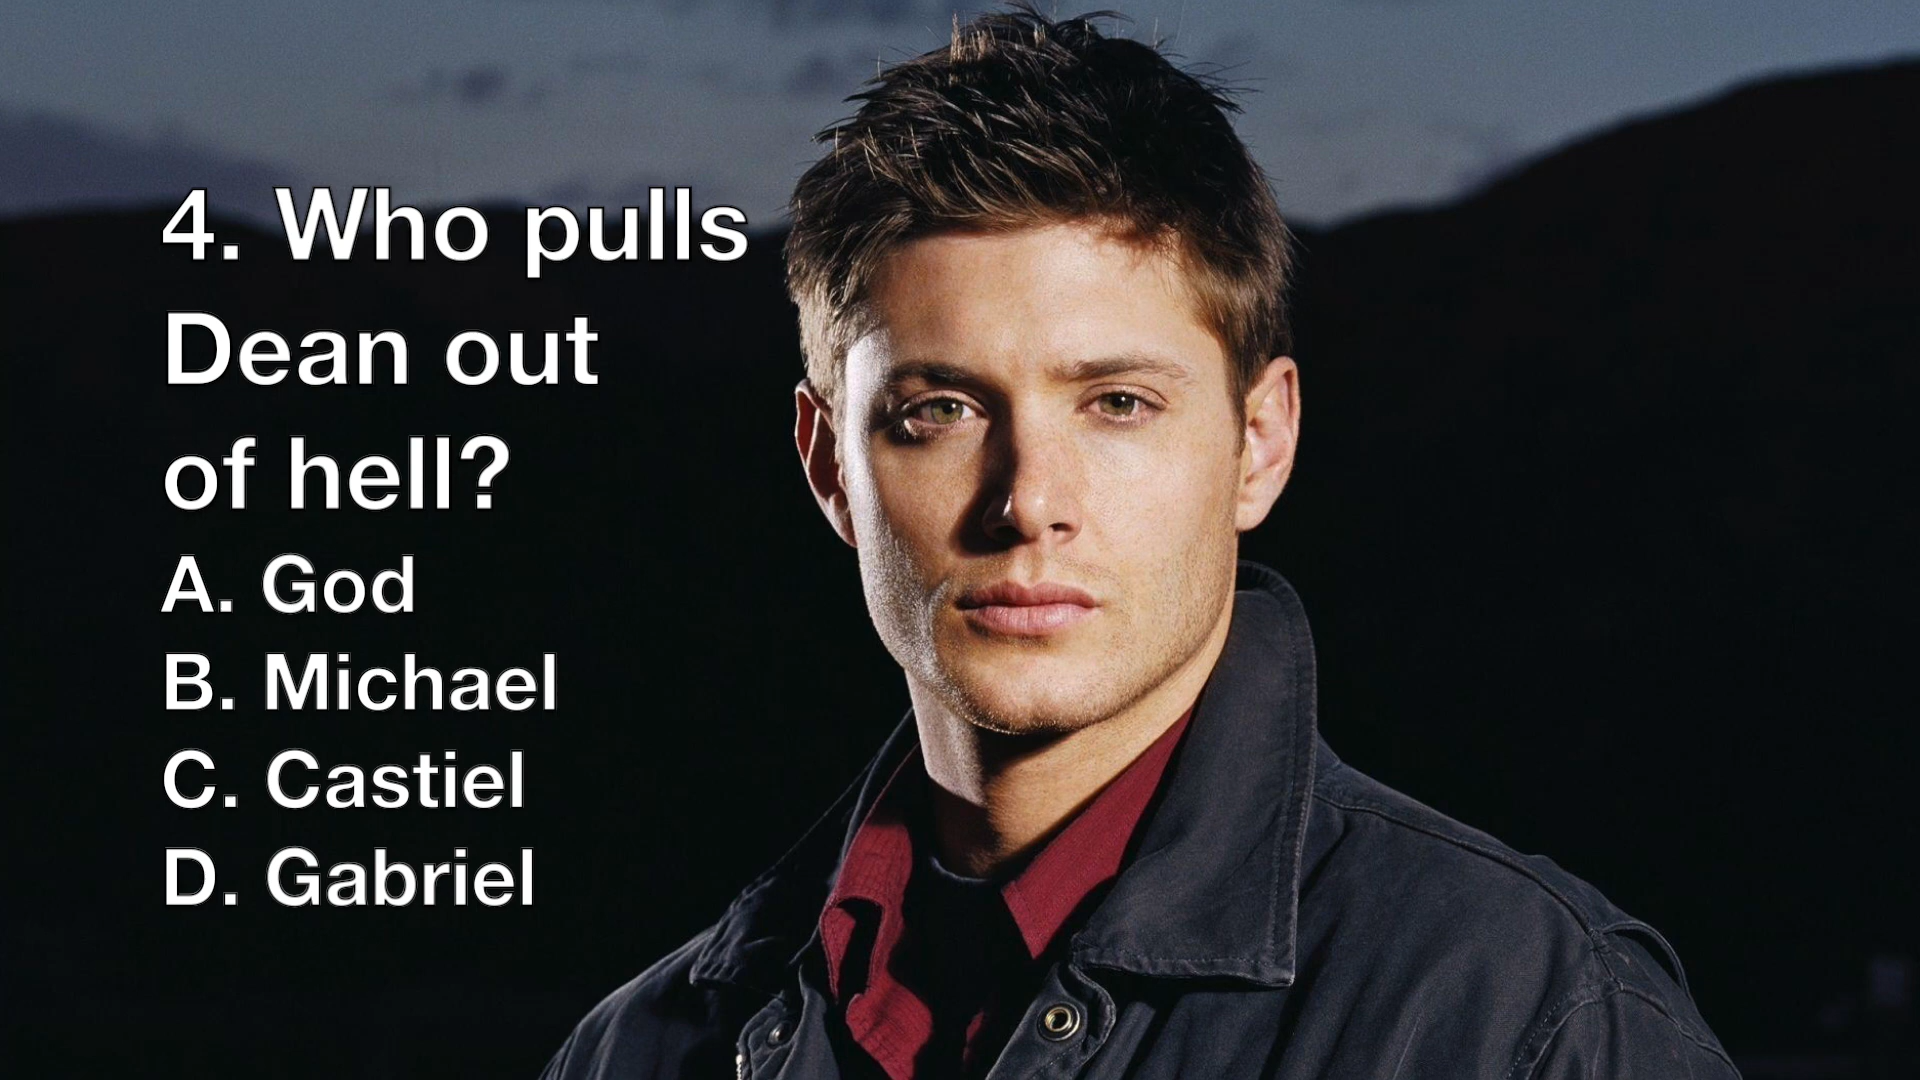 4. Who pulls
Dean out
of hell?
A. God
B. Michael
C. Castiel
D. Gabriel